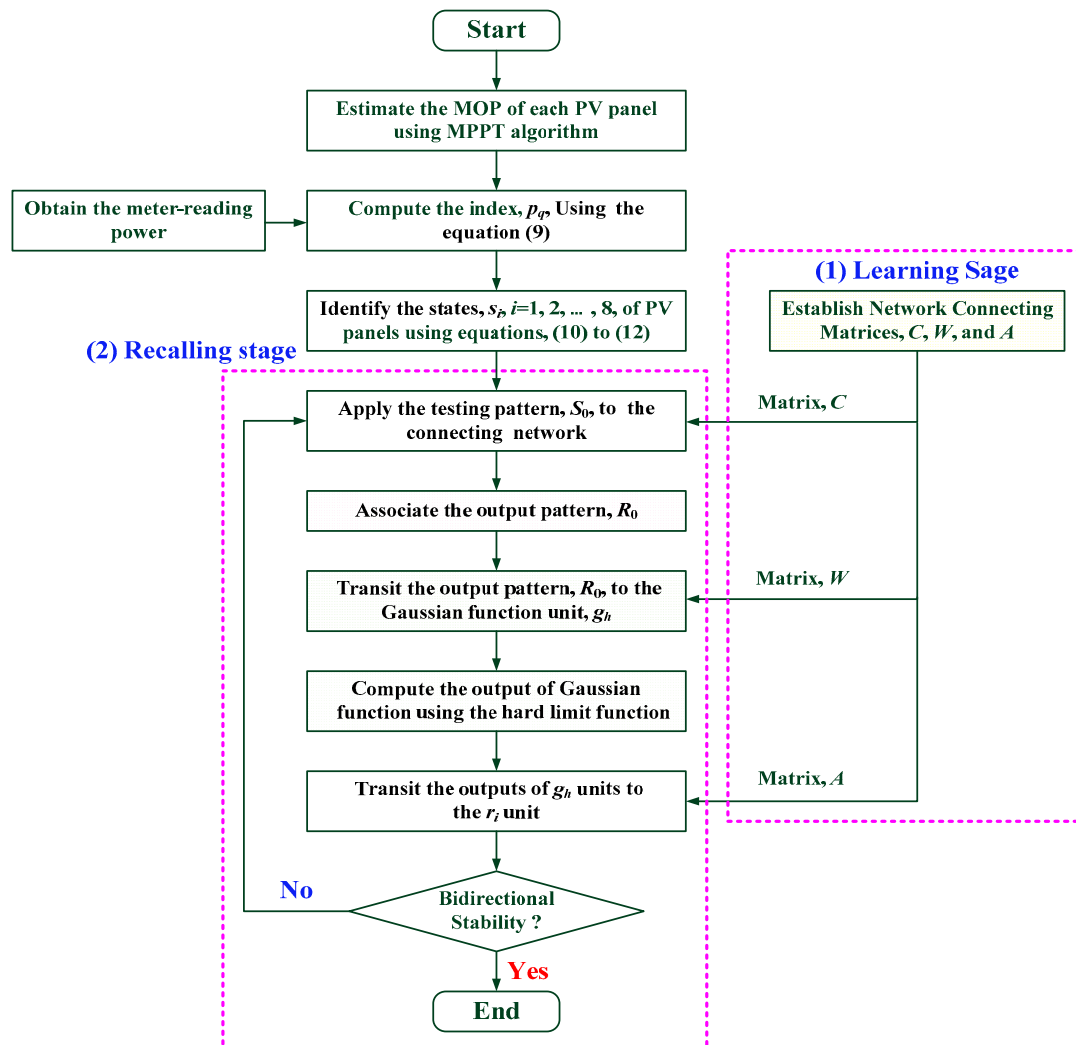 Start
Estimate the MOP of each PV panel
using MPPT algorithm
Obtain the meter-reading
power
Compute the index, pq, Using the
equation (9)
(1) Learning Sage
Identify the states, si, i=1, 2, ... , 8, of PV
panels using equations, (10) to (12)
Establish Network Connecting
Matrices, C, W, and A
(2) Recalling stage
Apply the testing pattern, S0, to the
connecting network
Matrix, C
Associate the output pattern, R0
Transit the output pattern, R0, to the
Gaussian function unit, gh
Matrix, W
Compute the output of Gaussian
function using the hard limit function
Transit the outputs of gh units to
the ri unit
Matrix, A
Bidirectional
Stability ?
No
Yes
End